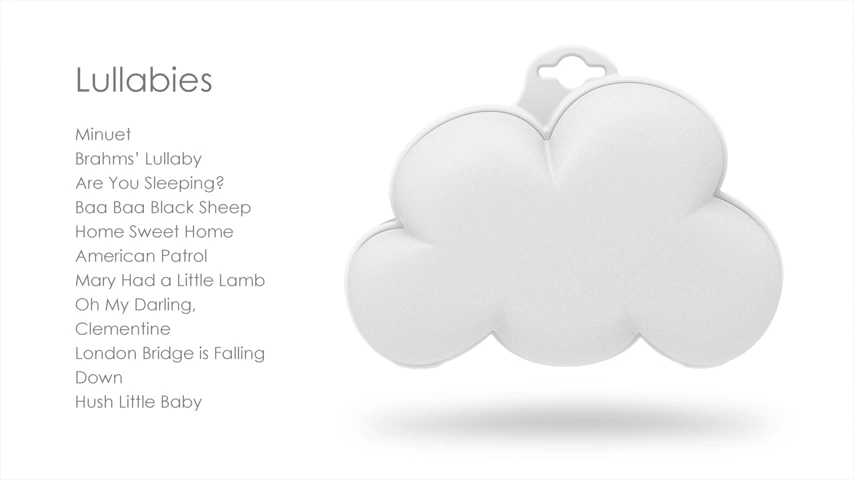 Lullabies
Minuet
Brahms’ Lullaby
Are You Sleeping?
Baa Baa Black Sheep
Home Sweet Home
American Patrol
Mary Had a Little Lamb
Oh My Darling,
Clementine
London Bridge is Falling
Down
Hush Little Baby